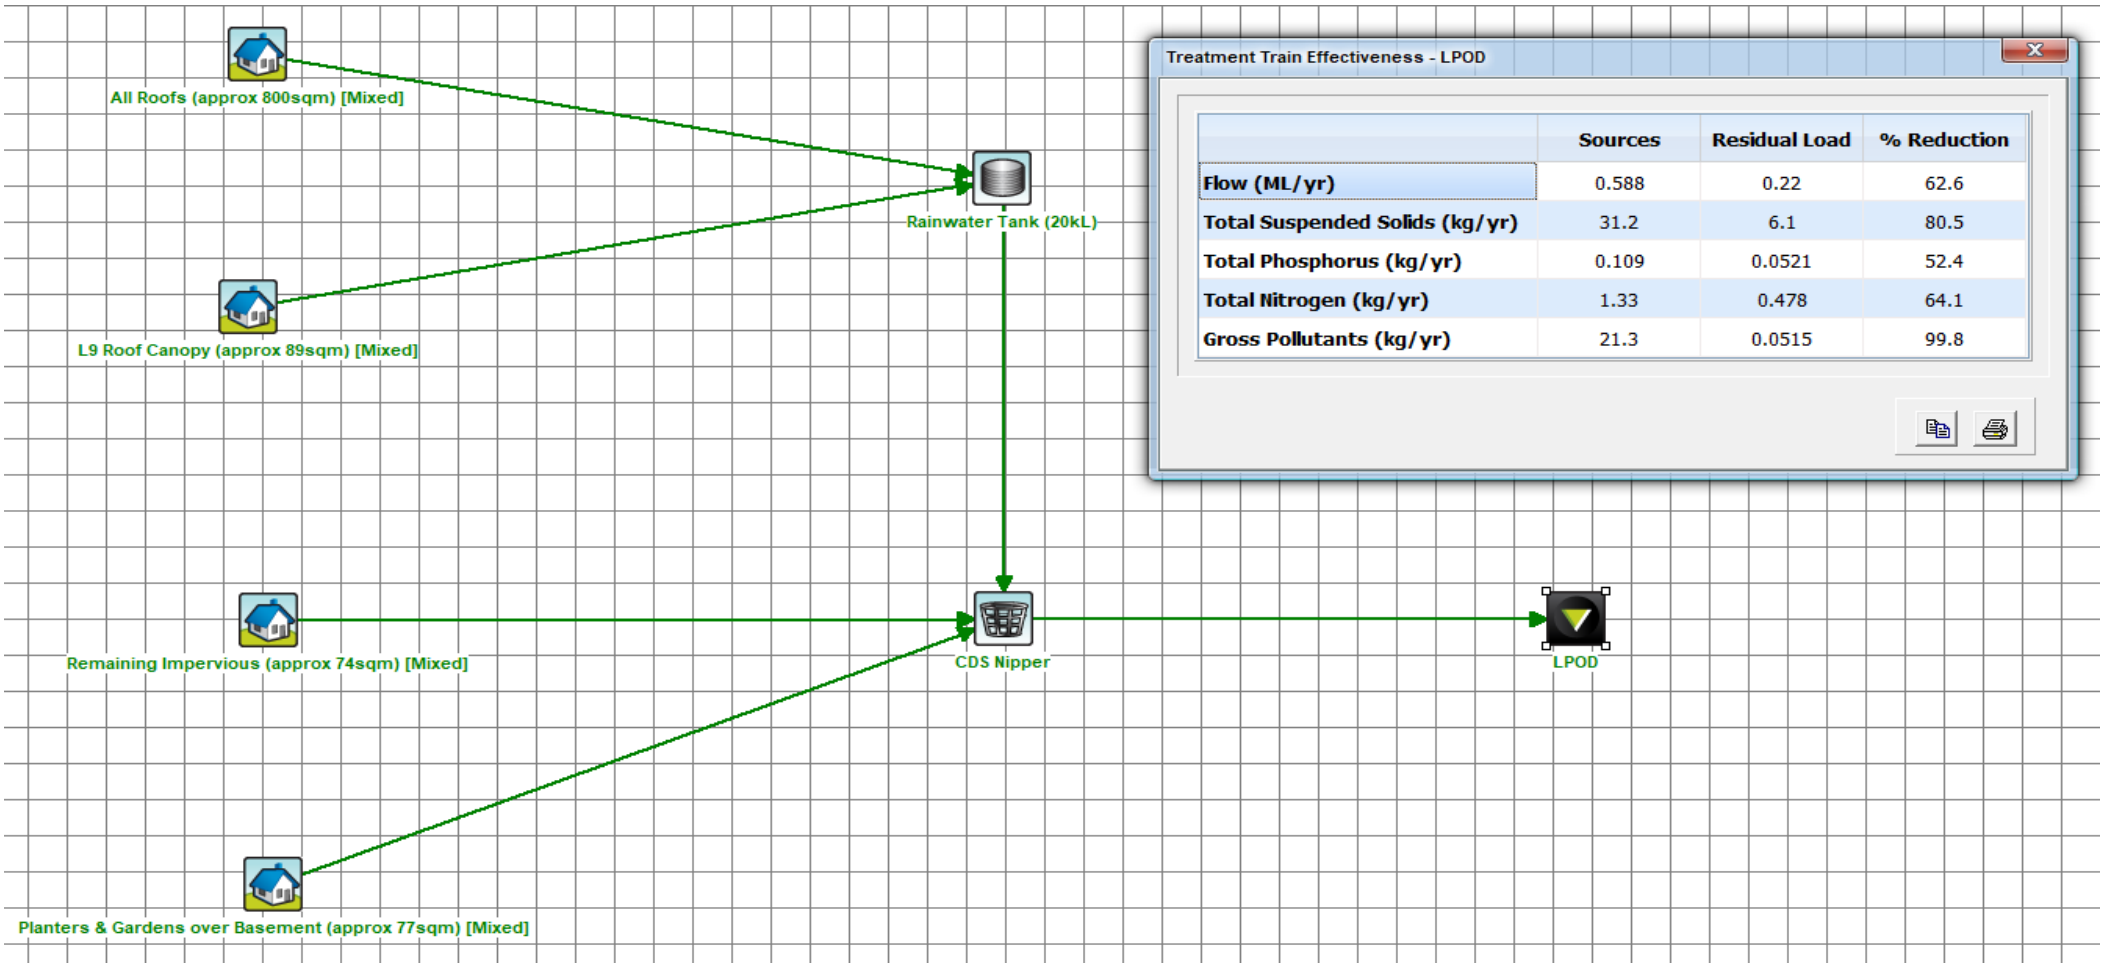 All Roofs (approx 800sqm) [Mixed]
L9 Roof Canopy (approx 89sqm) [Mixed]
Rainwater Tank (20kL)
Remaining Impervious (approx 74sqm) [Mixed]
CDS Nipper
LPOD
Planters & Gardens over Basement (approx 77sqm) [Mixed]
Treatment Train Effectiveness - LPOD
Sources Residual Load % Reduction
Flow (ML/yr) 0.588 0.22 62.6
Total Suspended Solids (kg/yr) 31.2 6.1 80.5
Total Phosphorus (kg/yr) 0.109 0.0521 52.4
Total Nitrogen (kg/yr) 1.33 0.478 64.1
Gross Pollutants (kg/yr) 21.3 0.0515 99.8